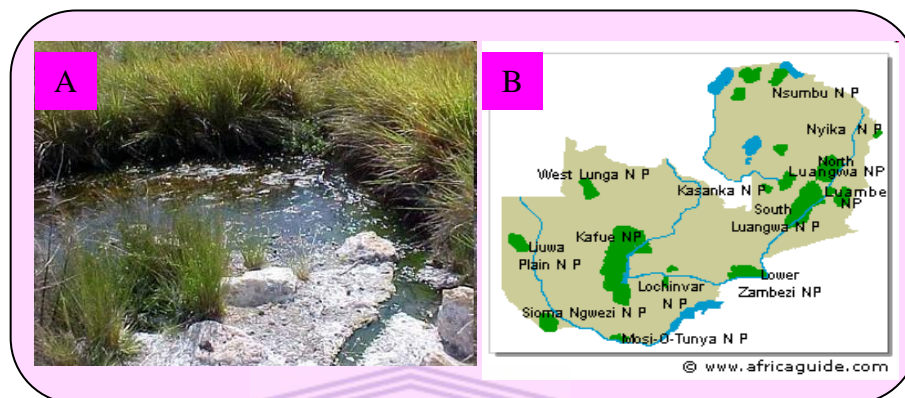 A
B
Nsumbu N P
Nyika N P
North
Luangwa NP
Luambe
NP
West Lunga N P
Kasanka N P
South
Luangwa N P
Kafue NP
Liuwa
Plain N P
Lochinvar
N P
Lower
Zambezi NP
Sioma Ngwezi N P
Mosi-O-Tunya N P
© www.africaguide.com